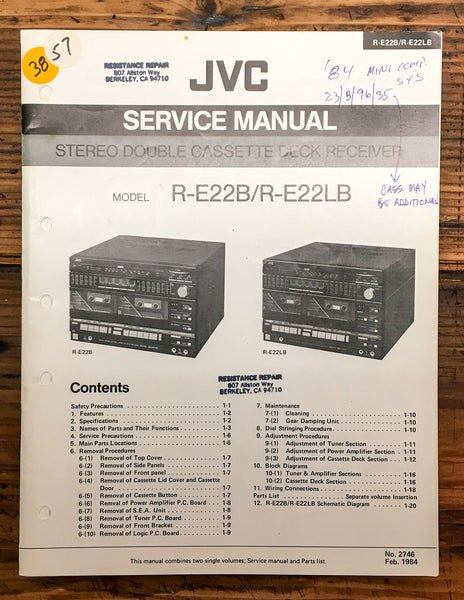 R-E22B/R-E22LB
38
57
RESISTANCE REPAIR
807 Allston Way
BERKELEY, CA 94710
JVC
'84 MINI COMP.
SYS
23/B/96/35
SERVICE MANUAL
STEREO DOUBLE CASSETTE DECK RECEIVER
CASS MAY
BE ADDITIONAL
MODEL R-E22B/R-E22LB
R-E22B
R-E22LB
RESISTANCE REPAIR
807 Allston Way
BERKELEY, CA 94710
Contents
Safety Precautions 1-1
1. Features 1-2
2. Specifications 1-2
3. Names of Parts and Their Functions 1-3
4. Service Precautions 1-6
5. Main Parts Locations 1-6
6. Removal Procedures
6-(1) Removal of Top Cover 1-7
6-(2) Removal of Side Panels 1-7
6-(3) Removal of Front panel 1-7
6-(4) Removal of Cassette Lid Cover and Cassette
Door 1-7
6-(5) Removal of Cassette Button 1-7
6-(6) Removal of Power Amplifier P.C. Board 1-8
6-(7) Removal of S.E.A. Unit 1-8
6-(8) Removal of Tuner P.C. Board 1-9
6-(9) Removal of Front Bracket 1-9
6-(10) Removal of Logic P.C. Board 1-9
7. Maintenance
7-(1) Cleaning 1-10
7-(2) Gear Damping Unit 1-10
8. Dial Stringing Procedure 1-10
9. Adjustment Procedures
9-(1) Adjustment of Tuner Section 1-11
9-(2) Adjustment of Power Amplifier Section 1-11
9-(3) Adjustment of Cassette Deck Section 1-12
10. Block Diagrams
10-(1) Tuner & Amplifier Sections 1-16
10-(2) Cassette Deck Section 1-16
11. Wiring Connections 1-18
Parts List Separate volume Insertion
12. R-E22B/R-E22LB Schematic Diagram 1-20
This manual combines two single volumes; Service manual and Parts list.
No. 2746
Feb. 1984